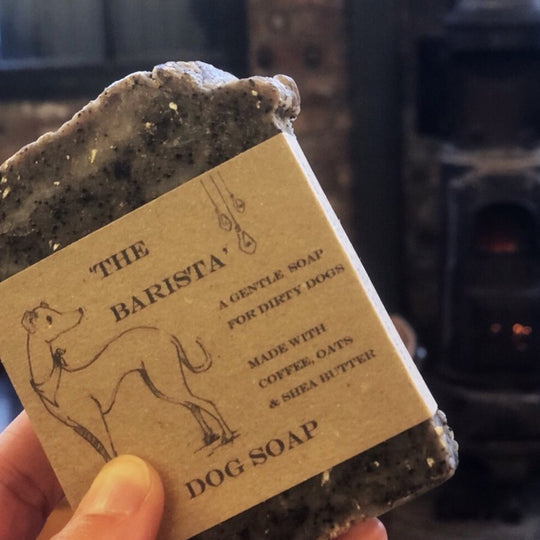 'THE
BARISTA'
A GENTLE SOAP
FOR DIRTY DOGS
MADE WITH
COFFEE, OATS
& SHEA BUTTER
DOG SOAP